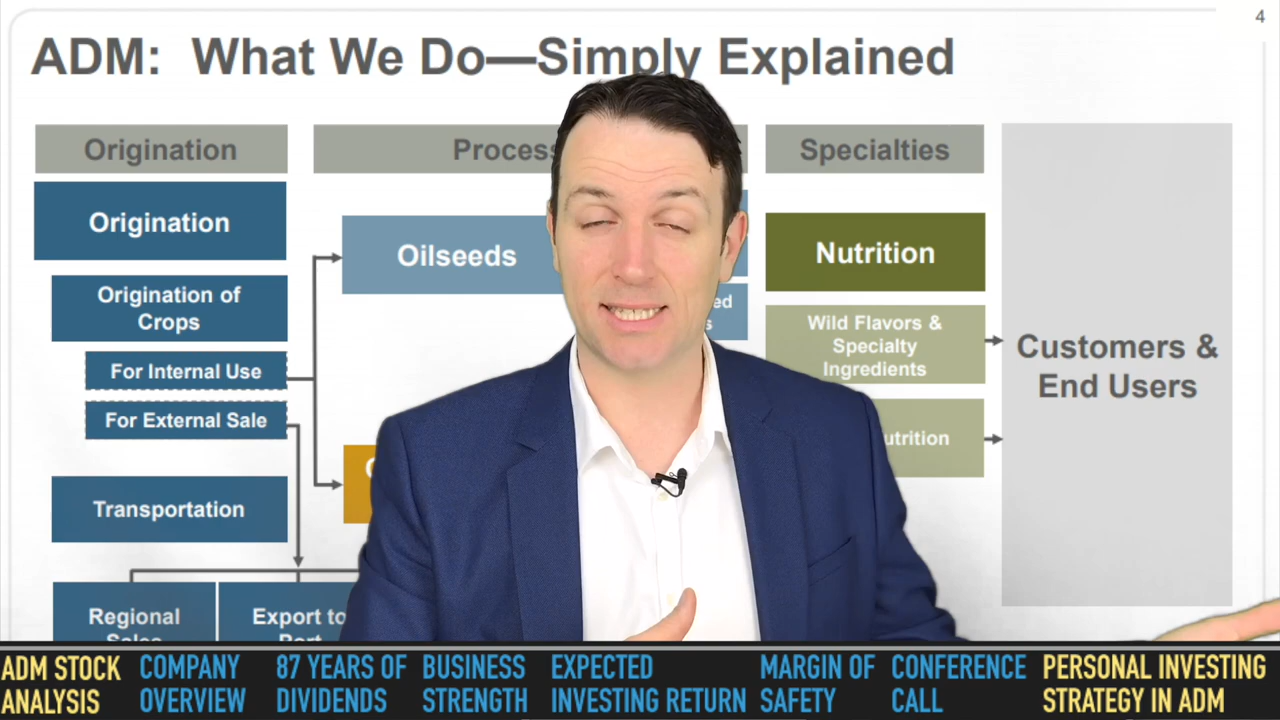 4
ADM: What We Do—Simply Explained
Origination
Specialties
Origination
Oilseeds
Nutrition
Origination of
Crops
Wild Flavors &
Specialty
Ingredients
For Internal Use
For External Sale
Customers &
End Users
Transportation
Regional
Sales
Export to
Port
ADM STOCK
ANALYSIS
COMPANY
OVERVIEW
87 YEARS OF
DIVIDENDS
BUSINESS
STRENGTH
EXPECTED
INVESTING RETURN
MARGIN OF
SAFETY
CONFERENCE
CALL
PERSONAL INVESTING
STRATEGY IN ADM